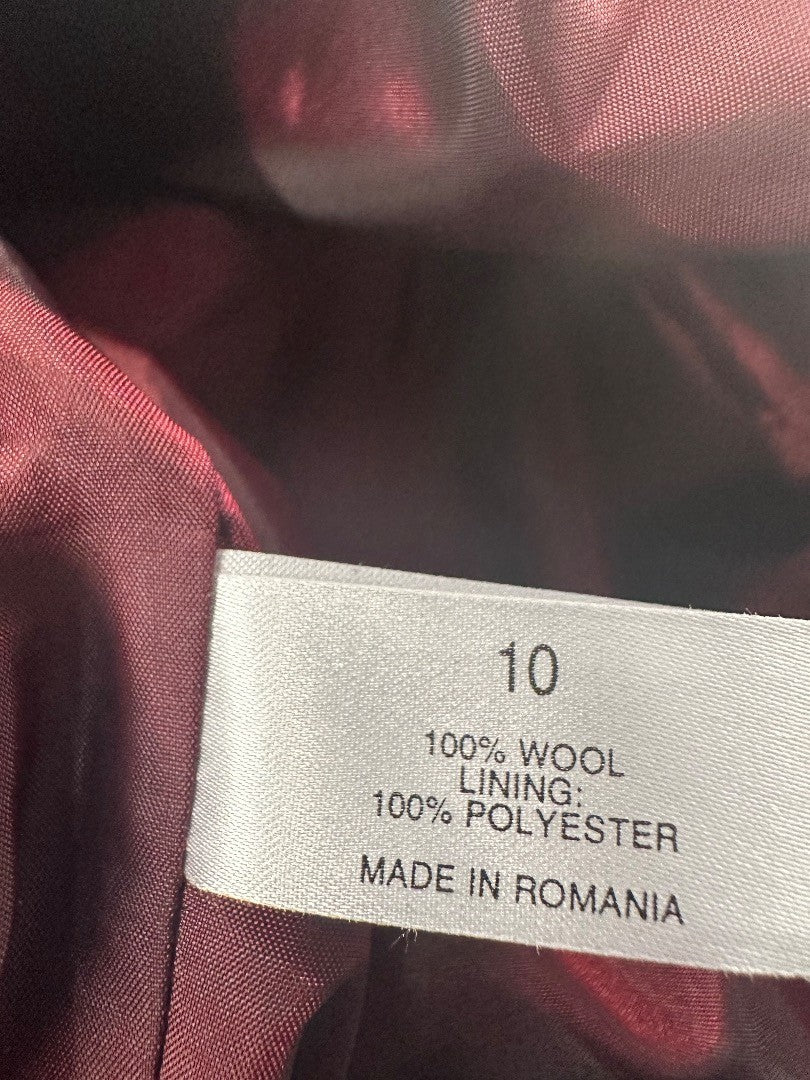 10
100% WOOL
LINING:
100% POLYESTER
MADE IN ROMANIA